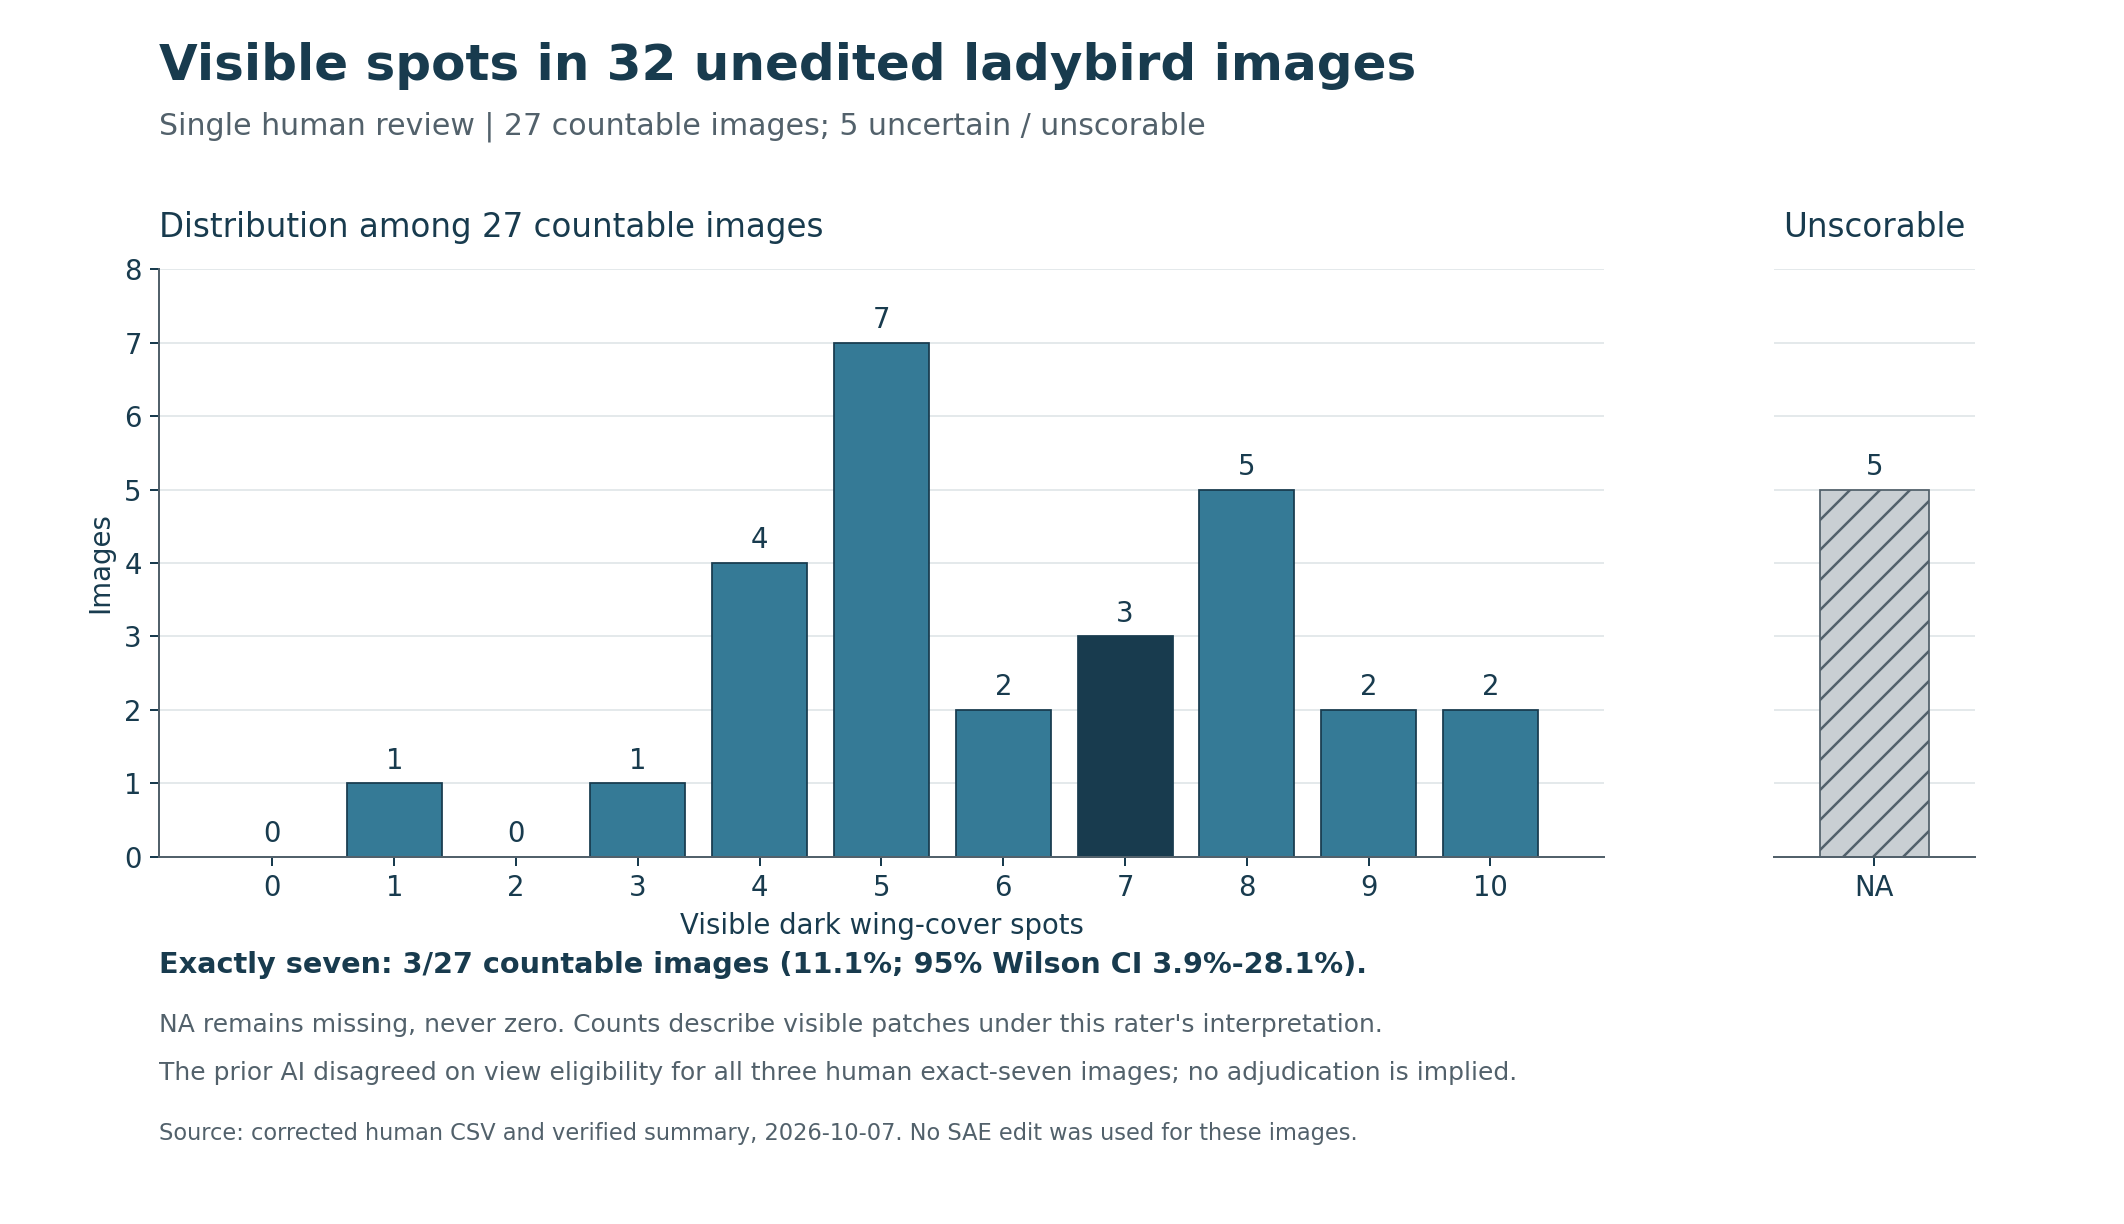 Visible spots in 32 unedited ladybird images
Single human review | 27 countable images; 5 uncertain / unscorable
Distribution among 27 countable images
Unscorable
8
7
6
5
4
3
2
1
0
Images
0
1
0
1
4
7
2
3
5
2
2
5
0 1 2 3 4 5 6 7 8 9 10
NA
Visible dark wing-cover spots
Exactly seven: 3/27 countable images (11.1%; 95% Wilson CI 3.9%-28.1%).
NA remains missing, never zero. Counts describe visible patches under this rater's interpretation.
The prior AI disagreed on view eligibility for all three human exact-seven images; no adjudication is implied.
Source: corrected human CSV and verified summary, 2026-10-07. No SAE edit was used for these images.